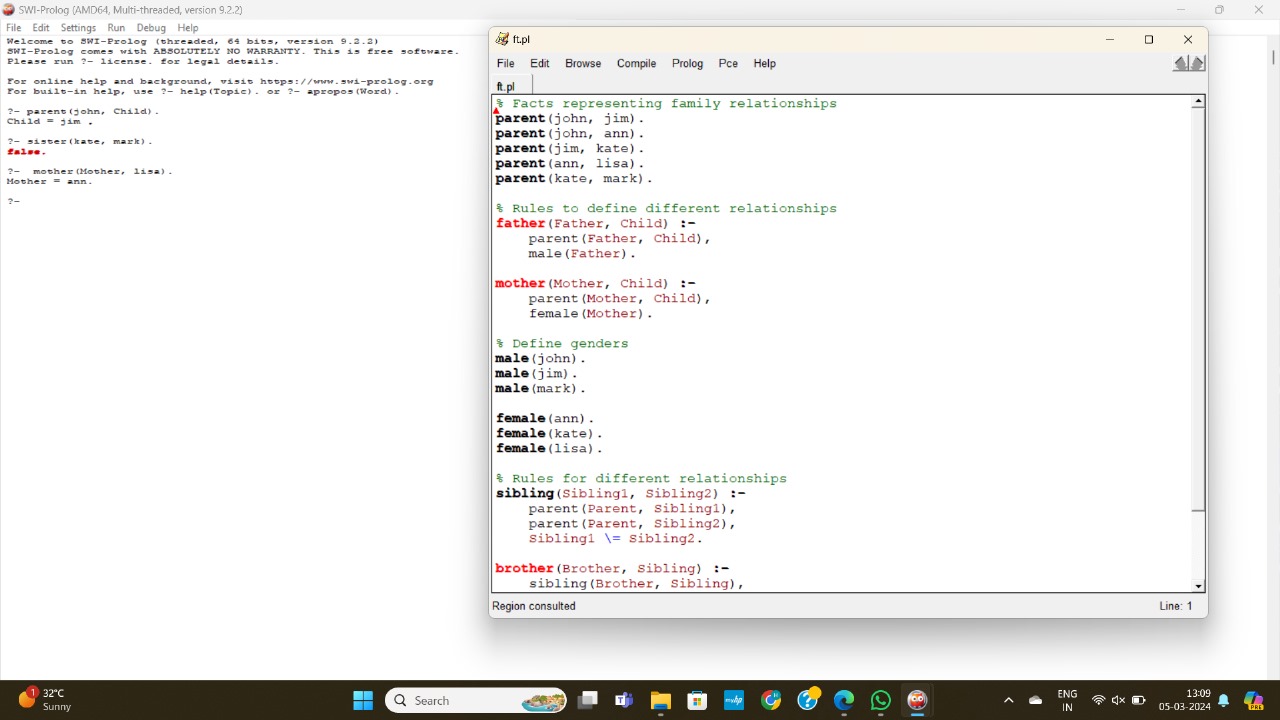 SWI-Prolog (AMD64, Multi-threaded, version 9.2.2)
File Edit Settings Run Debug Help
Welcome to SWI-Prolog (threaded, 64 bits, version 9.2.2)
SWI-Prolog comes with ABSOLUTELY NO WARRANTY. This is free software.
Please run ?- license. for legal details.
For online help and background, visit https://www.swi-prolog.org
For built-in help, use ?- help(Topic). or ?- apropos(Word).
?- parent(john, Child).
Child = jim .
?- sister(kate, mark).
false.
?-  mother(Mother, lisa).
Mother = ann.
?-
ft.pl
File Edit Browse Compile Prolog Pce Help
ft.pl
% Facts representing family relationships
parent(john, jim).
parent(john, ann).
parent(jim, kate).
parent(ann, lisa).
parent(kate, mark).
% Rules to define different relationships
father(Father, Child) :-
    parent(Father, Child),
    male(Father).
mother(Mother, Child) :-
    parent(Mother, Child),
    female(Mother).
% Define genders
male(john).
male(jim).
male(mark).
female(ann).
female(kate).
female(lisa).
% Rules for different relationships
sibling(Sibling1, Sibling2) :-
    parent(Parent, Sibling1),
    parent(Parent, Sibling2),
    Sibling1 \= Sibling2.
brother(Brother, Sibling) :-
    sibling(Brother, Sibling),
Region consulted Line: 1
1 32°C
Sunny
Search
myhp
PRE
ENG
IN
13:09
05-03-2024